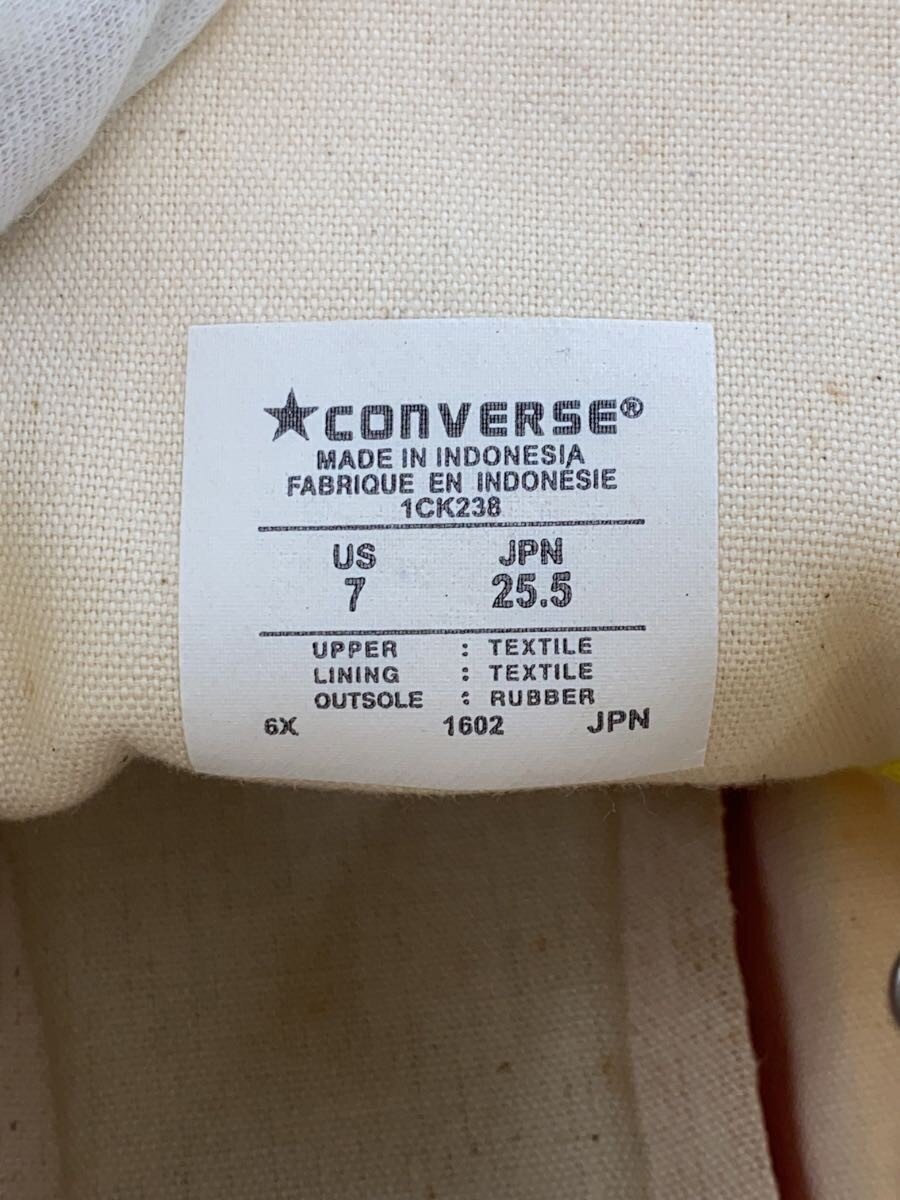 ★CONVERSE®
MADE IN INDONESIA
FABRIQUE EN INDONÉSIE
1CK238
US JPN
7 25.5
UPPER : TEXTILE
LINING : TEXTILE
OUTSOLE : RUBBER
6X 1602 JPN